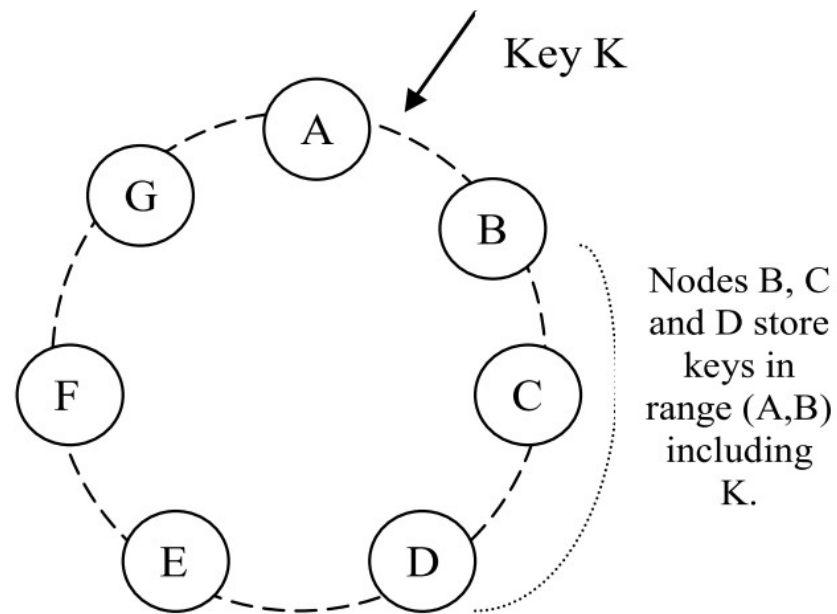 Key K
A
G
B
Nodes B, C
and D store
keys in
range (A,B)
including
K.
F
C
E
D